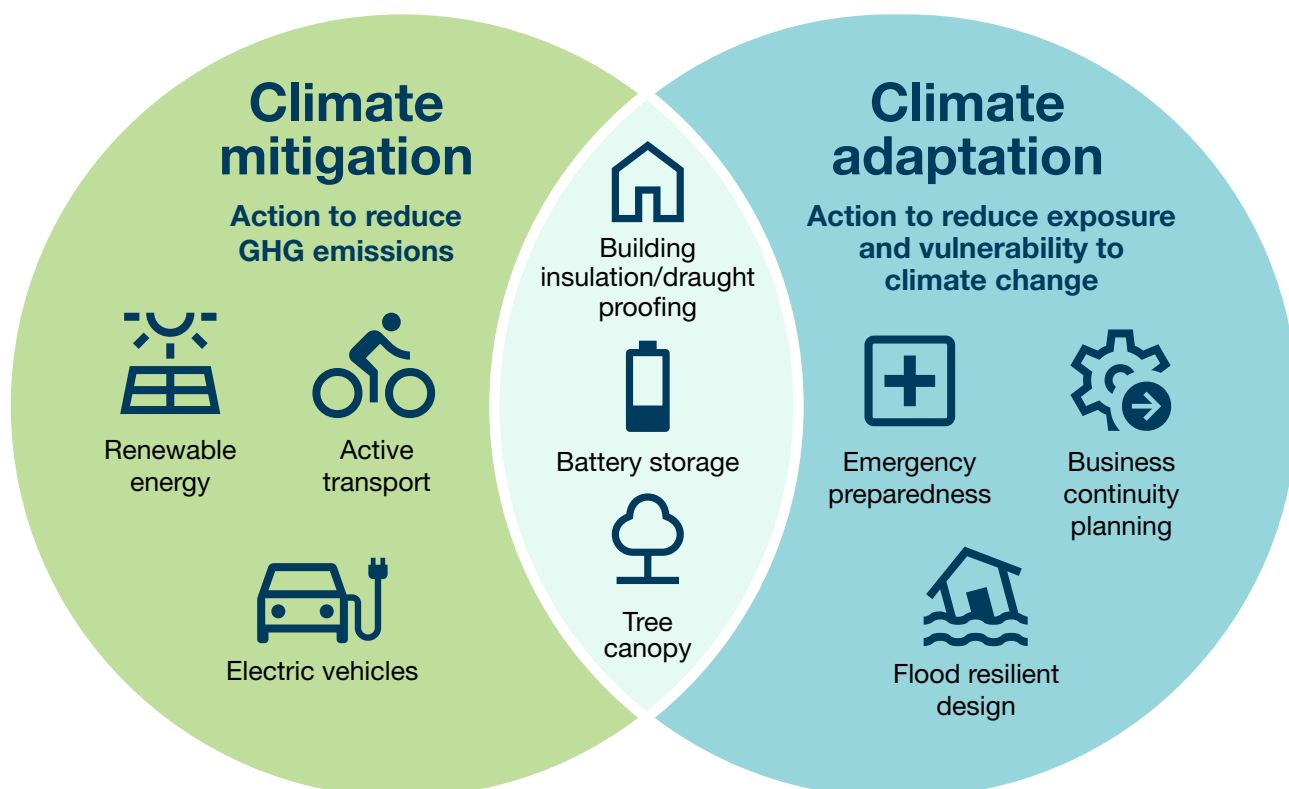 Climate
mitigation
Action to reduce
GHG emissions
Renewable
energy
Active
transport
Electric vehicles
Building
insulation/draught
proofing
Battery storage
Tree
canopy
Climate
adaptation
Action to reduce exposure
and vulnerability to
climate change
Emergency
preparedness
Business
continuity
planning
Flood resilient
design